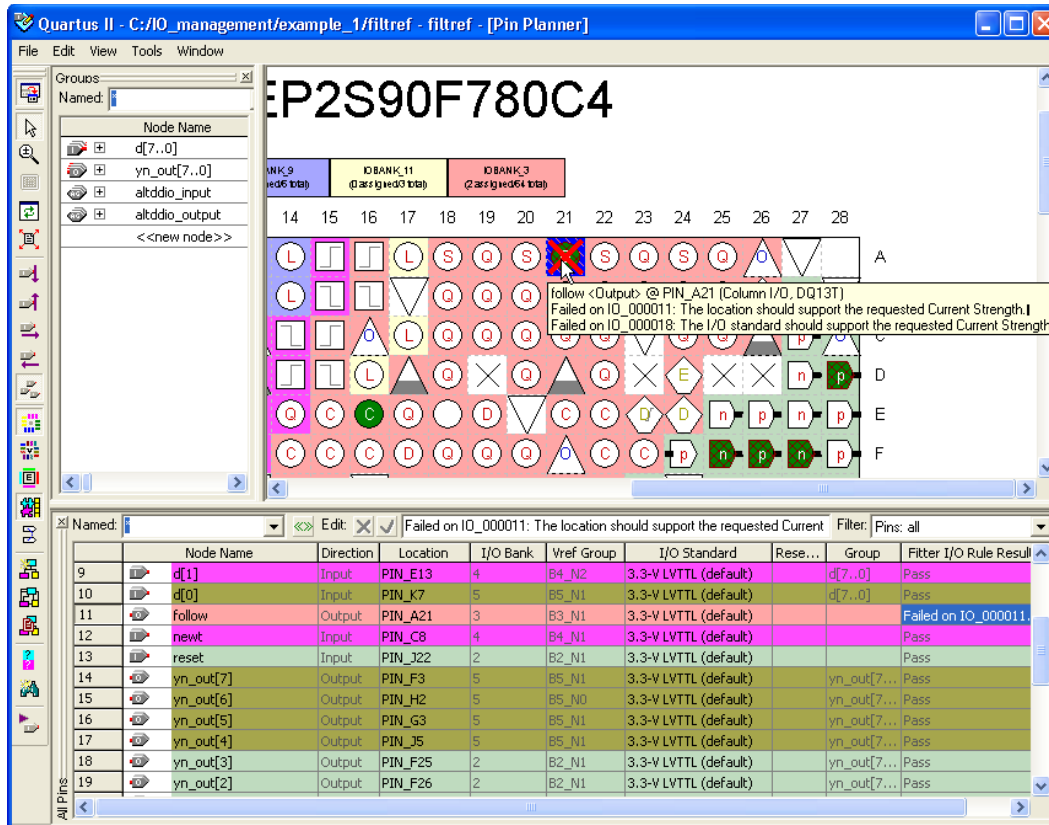 Quartus II - C:/IO_management/example_1/filtref - filtref - [Pin Planner]
File Edit View Tools Window
Groups
Named: *
Node Name
d[7..0]
yn_out[7..0]
altddio_input
altddio_output
<<new node>>
EP2S90F780C4
IOBANK_11
(0 assigned/3 total)
IOBANK_3
(2 assigned/64 total)
14 15 16 17 18 19 20 21 22 23 24 25 26 27 28
L L S Q S S Q S Q O A
L Q Q Q
follow <Output> @ PIN_A21 (Column I/O, DQ13T)
Failed on IO_000011: The location should support the requested Current Strength.
Failed on IO_000018: The I/O standard should support the requested Current Strength
O L Q Q Q
L Q Q Q E n p D
Q C C Q D C C D D n p n p E
C C C D Q Q Q O C C p n p n p F
Named: * Edit: Failed on IO_000011: The location should support the requested Current Filter: Pins: all
Node Name Direction Location I/O Bank Vref Group I/O Standard Rese... Group Fitter I/O Rule Result
9 d[1] Input PIN_E13 4 B4_N2 3.3-V LVTTL (default) d[7..0] Pass
10 d[0] Input PIN_K7 5 B5_N1 3.3-V LVTTL (default) d[7..0] Pass
11 follow Output PIN_A21 3 B3_N1 3.3-V LVTTL (default) Failed on IO_000011.
12 newt Input PIN_C8 4 B4_N1 3.3-V LVTTL (default) Pass
13 reset Input PIN_J22 2 B2_N1 3.3-V LVTTL (default) Pass
14 yn_out[7] Output PIN_F3 5 B5_N1 3.3-V LVTTL (default) yn_out[7... Pass
15 yn_out[6] Output PIN_H2 5 B5_N0 3.3-V LVTTL (default) yn_out[7... Pass
16 yn_out[5] Output PIN_G3 5 B5_N1 3.3-V LVTTL (default) yn_out[7... Pass
17 yn_out[4] Output PIN_J5 5 B5_N1 3.3-V LVTTL (default) yn_out[7... Pass
18 yn_out[3] Output PIN_F25 2 B2_N1 3.3-V LVTTL (default) yn_out[7... Pass
19 yn_out[2] Output PIN_F26 2 B2_N1 3.3-V LVTTL (default) yn_out[7... Pass
All Pins